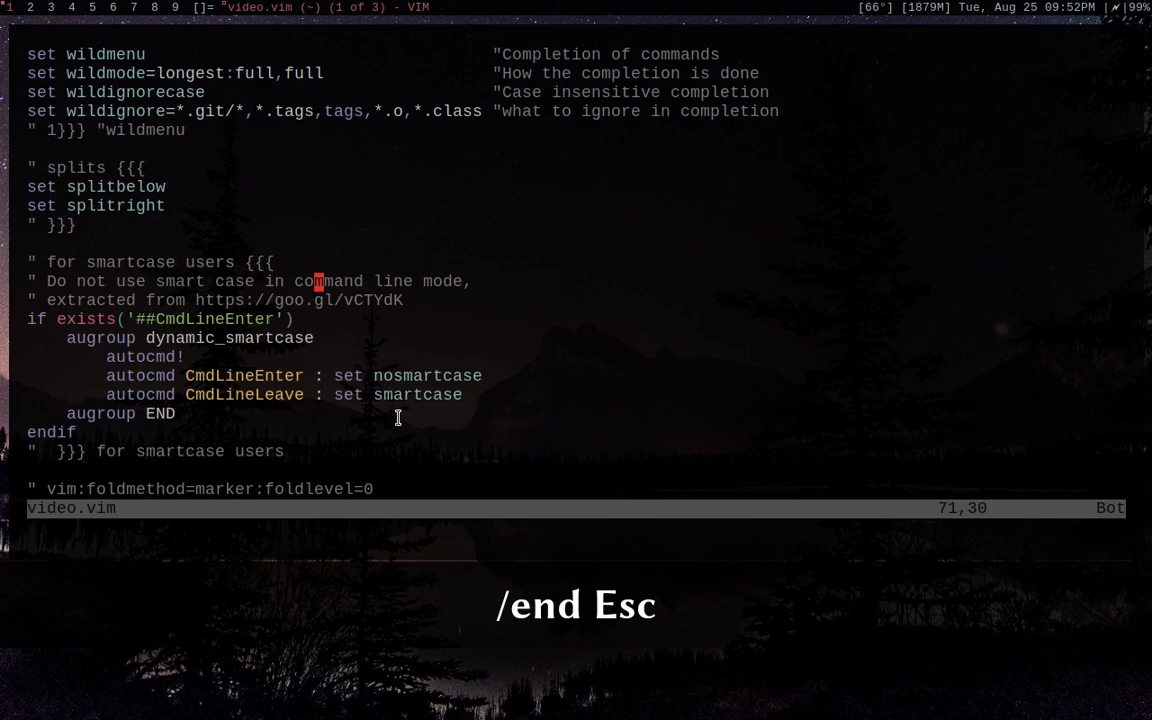 1 2 3 4 5 6 7 8 9 []= video.vim (~) (1 of 3) - VIM [66°] [1879M] Tue, Aug 25 09:52PM |⚡|99%
set wildmenu "Completion of commands
set wildmode=longest:full,full "How the completion is done
set wildignorecase "Case insensitive completion
set wildignore=*.git/*,*.tags,tags,*.o,*.class "what to ignore in completion
" 1}}} "wildmenu
" splits {{{
set splitbelow
set splitright
" }}}
" for smartcase users {{{
" Do not use smart case in command line mode,
" extracted from https://goo.gl/vCTYdK
if exists('##CmdLineEnter')
augroup dynamic_smartcase
autocmd!
autocmd CmdLineEnter : set nosmartcase
autocmd CmdLineLeave : set smartcase
augroup END
endif
" }}} for smartcase users
" vim:foldmethod=marker:foldlevel=0
video.vim 71,30 Bot
/end Esc